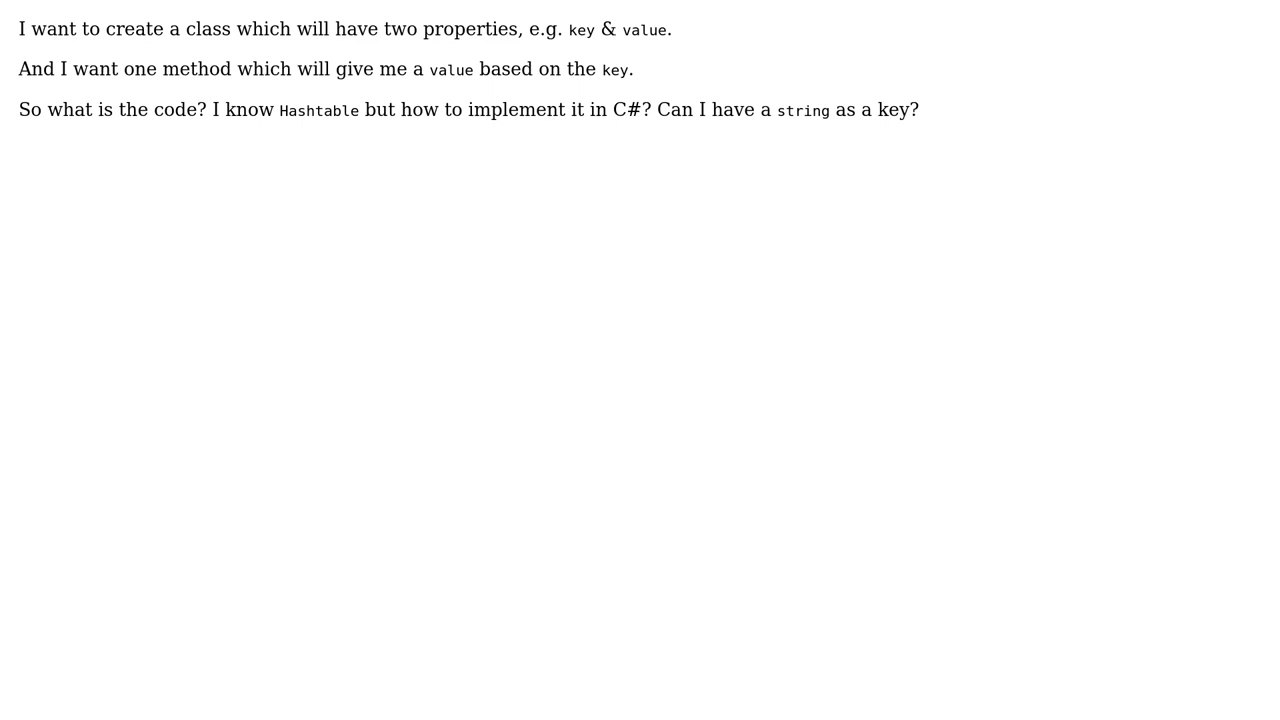 I want to create a class which will have two properties, e.g. key & value.
And I want one method which will give me a value based on the key.
So what is the code? I know Hashtable but how to implement it in C#? Can I have a string as a key?